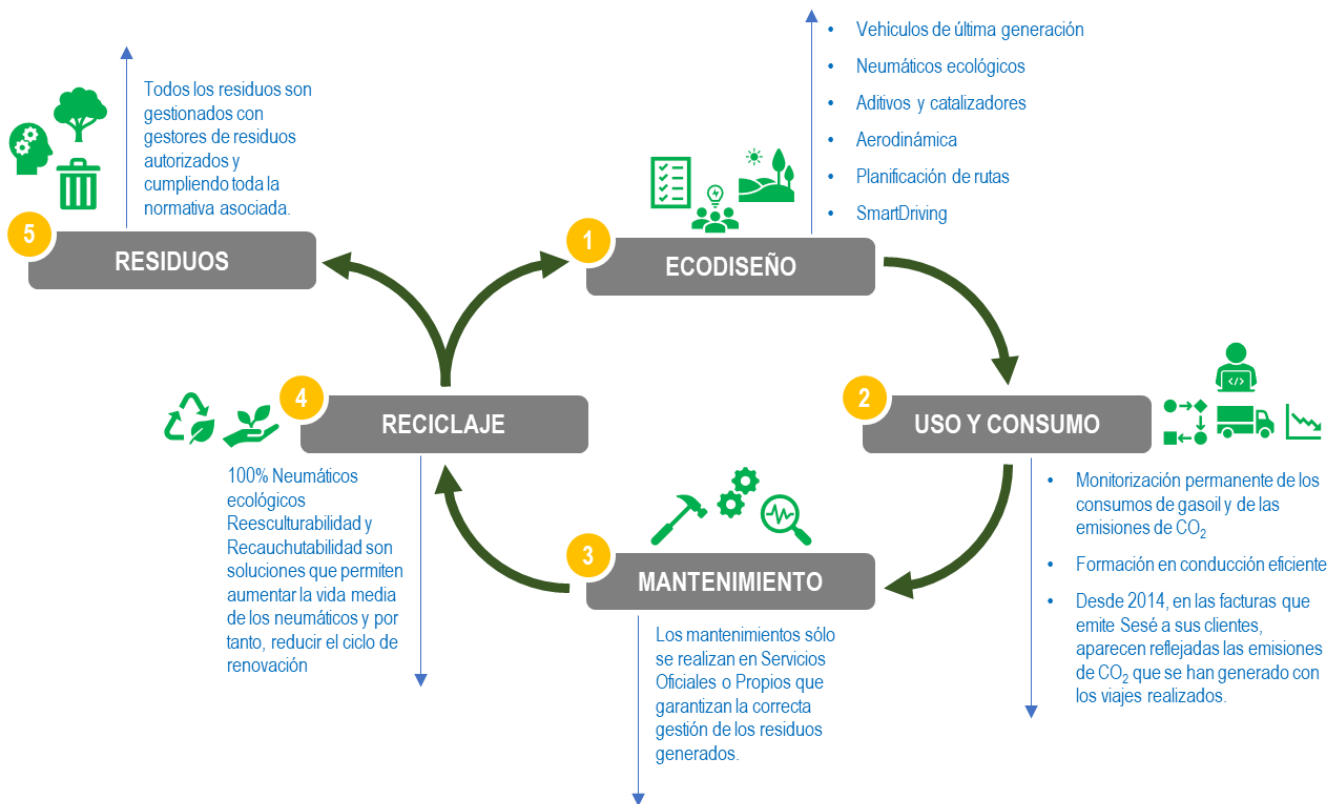 1
ECODISEÑO
• Vehículos de última generación
• Neumáticos ecológicos
• Aditivos y catalizadores
• Aerodinámica
• Planificación de rutas
• SmartDriving
2
USO Y CONSUMO
</>
• Monitorización permanente de los
consumos de gasoil y de las
emisiones de CO₂
• Formación en conducción eficiente
• Desde 2014, en las facturas que
emite Sesé a sus clientes,
aparecen reflejadas las emisiones
de CO₂ que se han generado con
los viajes realizados.
3
MANTENIMIENTO
Los mantenimientos sólo
se realizan en Servicios
Oficiales o Propios que
garantizan la correcta
gestión de los residuos
generados.
4
RECICLAJE
100% Neumáticos
ecológicos
Reesculturabilidad y
Recauchutabilidad son
soluciones que permiten
aumentar la vida media
de los neumáticos y por
tanto, reducir el ciclo de
renovación
5
RESIDUOS
Todos los residuos son
gestionados con
gestores de residuos
autorizados y
cumpliendo toda la
normativa asociada.